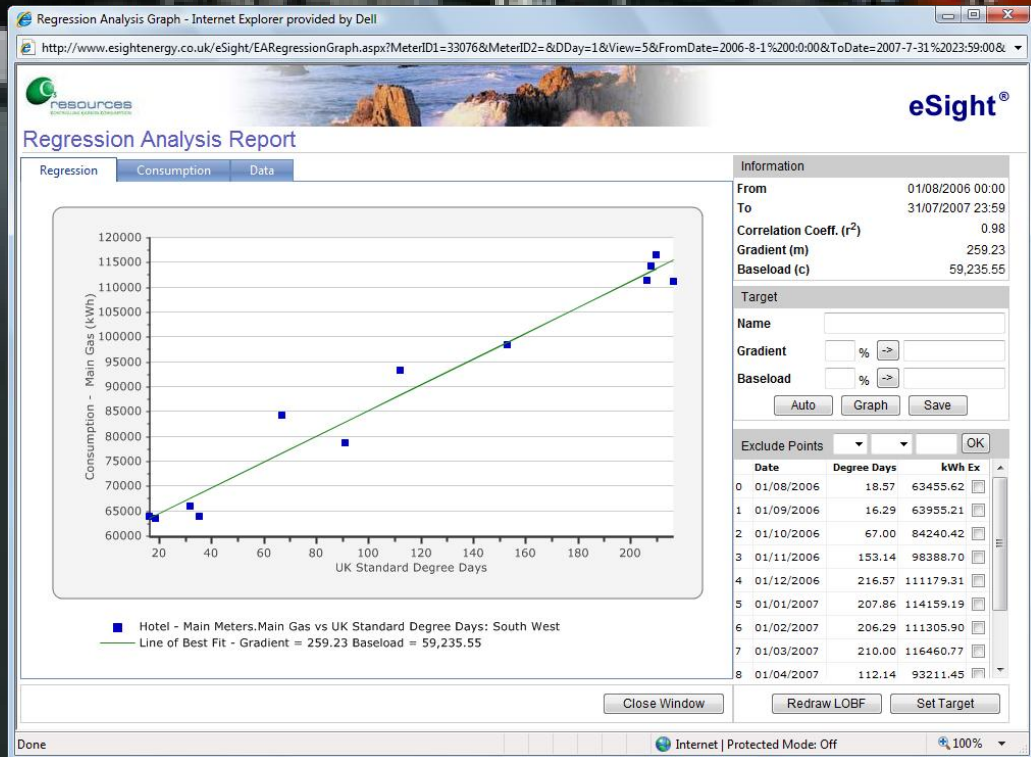 Regression Analysis Graph - Internet Explorer provided by Dell
http://www.esightenergy.co.uk/eSight/EARegressionGraph.aspx?MeterID1=33076&MeterID2=&DDay=1&View=5&FromDate=2006-8-1%200:0:00&ToDate=2007-7-31%2023:59:00&
resources
eSight®
Regression Analysis Report
Regression Consumption Data
120000
115000
110000
105000
100000
95000
90000
85000
80000
75000
70000
65000
60000
Consumption - Main Gas (kWh)
20 40 60 80 100 120 140 160 180 200
UK Standard Degree Days
Hotel - Main Meters.Main Gas vs UK Standard Degree Days: South West
Line of Best Fit - Gradient = 259.23 Baseload = 59,235.55
Information
From 01/08/2006 00:00
To 31/07/2007 23:59
Correlation Coeff. (r²) 0.98
Gradient (m) 259.23
Baseload (c) 59,235.55
Target
Name
Gradient % ->
Baseload % ->
Auto Graph Save
Exclude Points OK
Date Degree Days kWh Ex
0 01/08/2006 18.57 63455.62
1 01/09/2006 16.29 63955.21
2 01/10/2006 67.00 84240.42
3 01/11/2006 153.14 98388.70
4 01/12/2006 216.57 111179.31
5 01/01/2007 207.86 114159.19
6 01/02/2007 206.29 111305.90
7 01/03/2007 210.00 116460.77
8 01/04/2007 112.14 93211.45
Close Window Redraw LOBF Set Target
Done Internet | Protected Mode: Off 100%